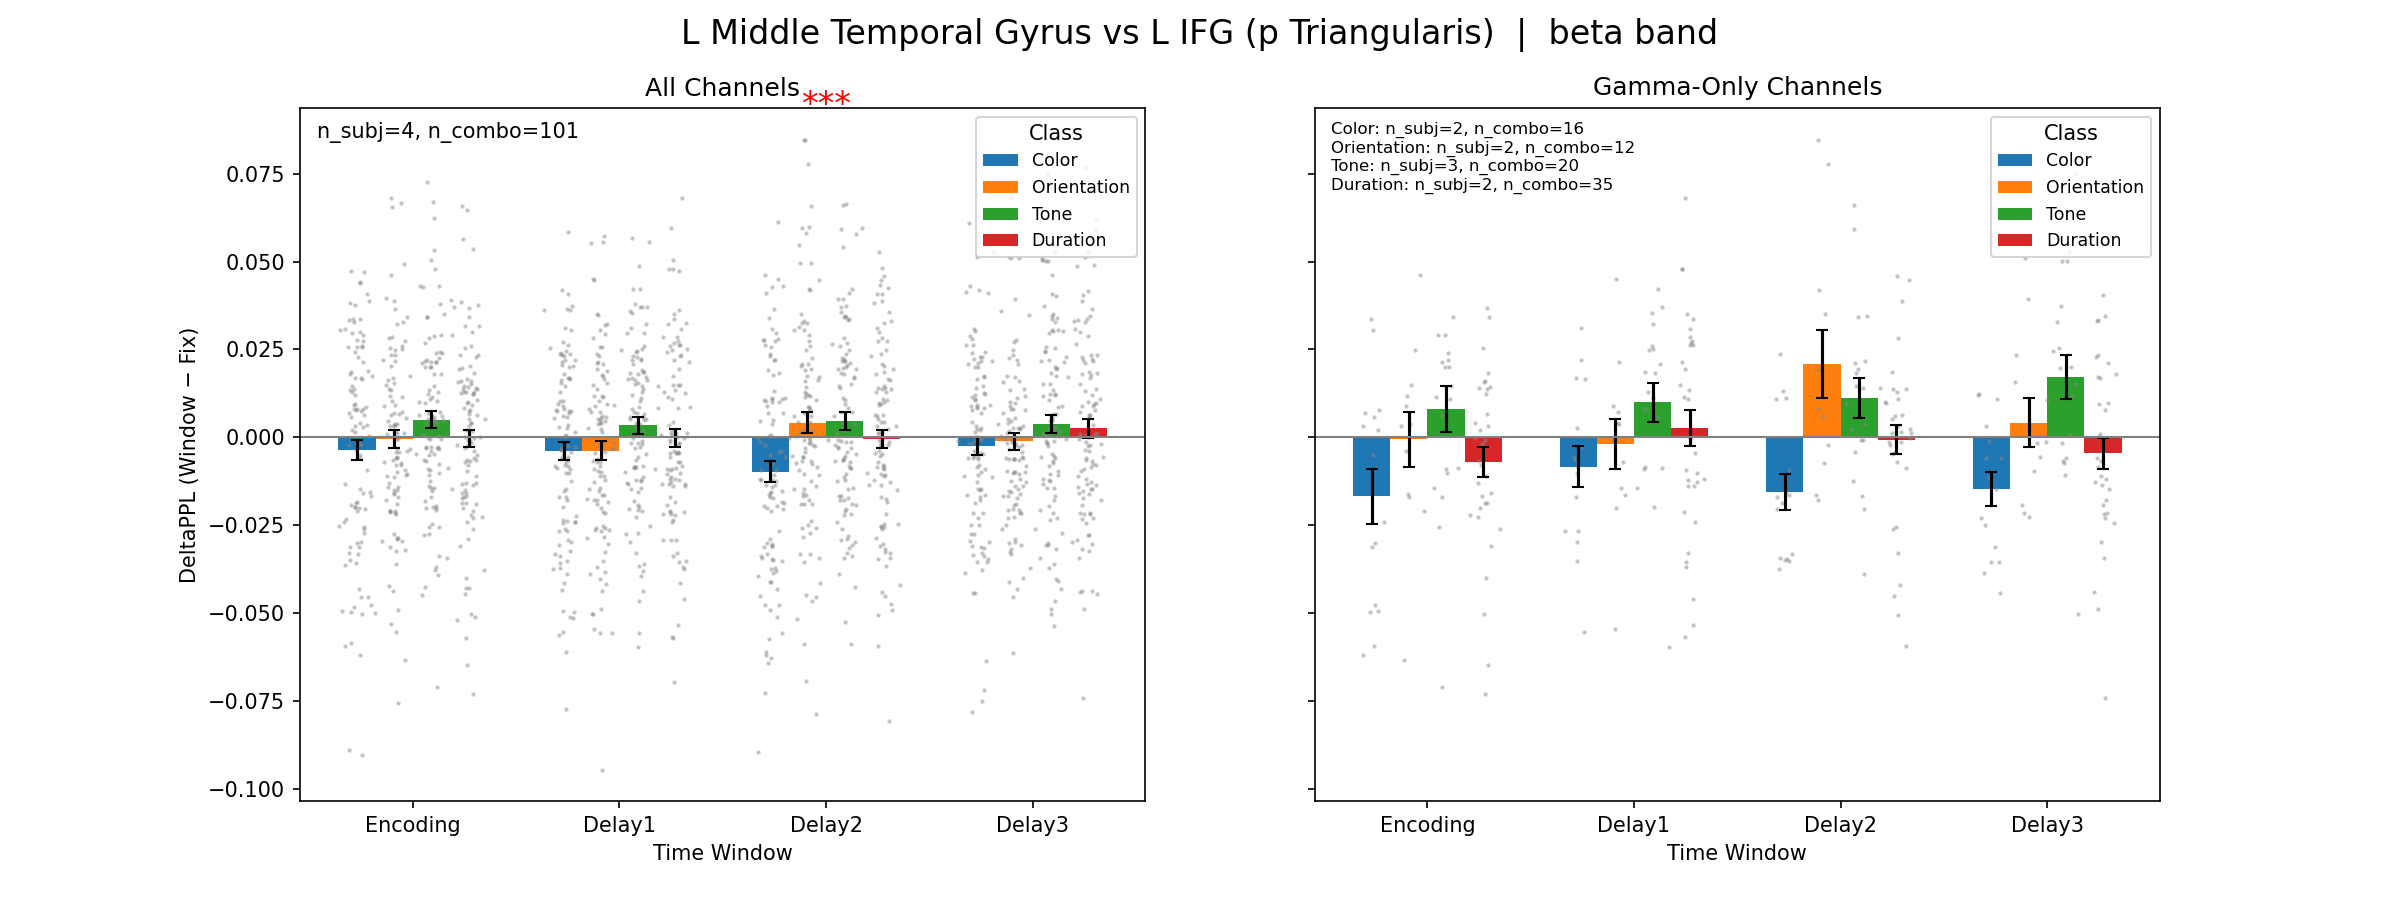 L Middle Temporal Gyrus vs L IFG (p Triangularis)  |  beta band
All Channels
***
n_subj=4, n_combo=101
Class
Color
Orientation
Tone
Duration
DeltaPPL (Window − Fix)
0.075
0.050
0.025
0.000
−0.025
−0.050
−0.075
−0.100
Encoding
Delay1
Delay2
Delay3
Time Window
Gamma-Only Channels
Color: n_subj=2, n_combo=16
Orientation: n_subj=2, n_combo=12
Tone: n_subj=3, n_combo=20
Duration: n_subj=2, n_combo=35
Class
Color
Orientation
Tone
Duration
Encoding
Delay1
Delay2
Delay3
Time Window